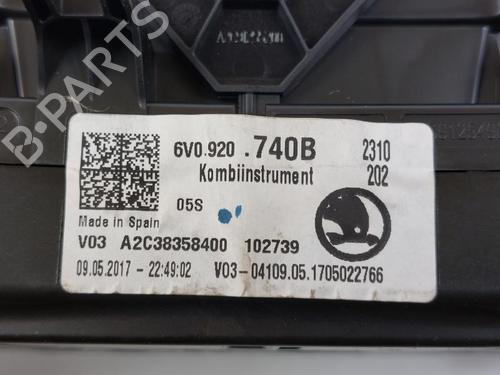 B-PARTS
6V0.920 .740B 2310
Kombiinstrument 202
05S
Made in Spain
V03 A2C38358400 102739
09.05.2017 - 22:49:02 V03-04109.05.1705022766